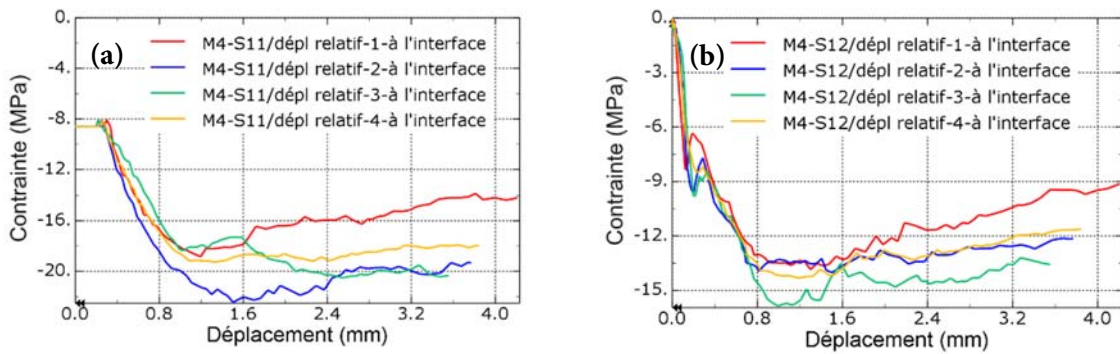 (a)
M4-S11/dépl relatif-1-à l'interface
M4-S11/dépl relatif-2-à l'interface
M4-S11/dépl relatif-3-à l'interface
M4-S11/dépl relatif-4-à l'interface
Contrainte (MPa)
0.
-4.
-8.
-12.
-16.
-20.
0.0
0.8
1.6
2.4
3.2
4.0
Déplacement (mm)
(b)
M4-S12/dépl relatif-1-à l'interface
M4-S12/dépl relatif-2-à l'interface
M4-S12/dépl relatif-3-à l'interface
M4-S12/dépl relatif-4-à l'interface
Contrainte (MPa)
0.
-3.
-6.
-9.
-12.
-15.
0.0
0.8
1.6
2.4
3.2
4.0
Déplacement (mm)